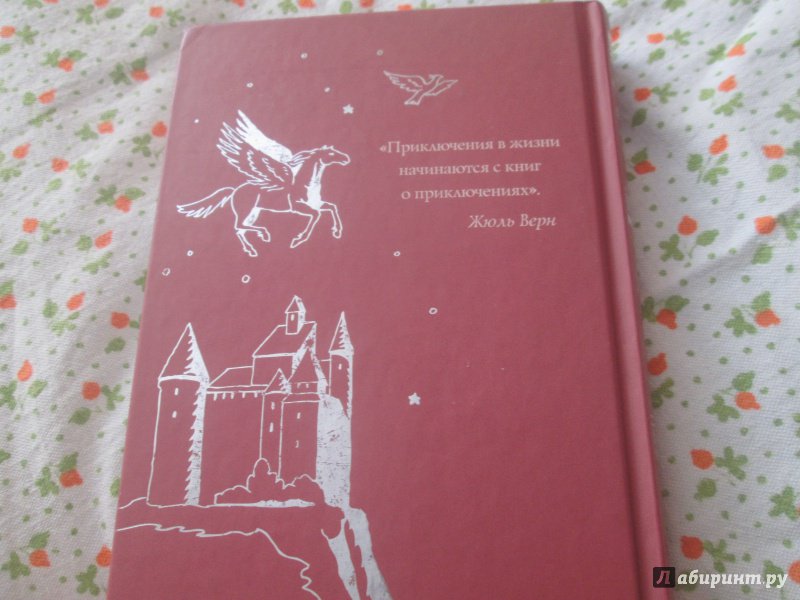 «Приключения в жизни
начинаются с книг
о приключениях».
Жюль Верн
Лабиринт.ру